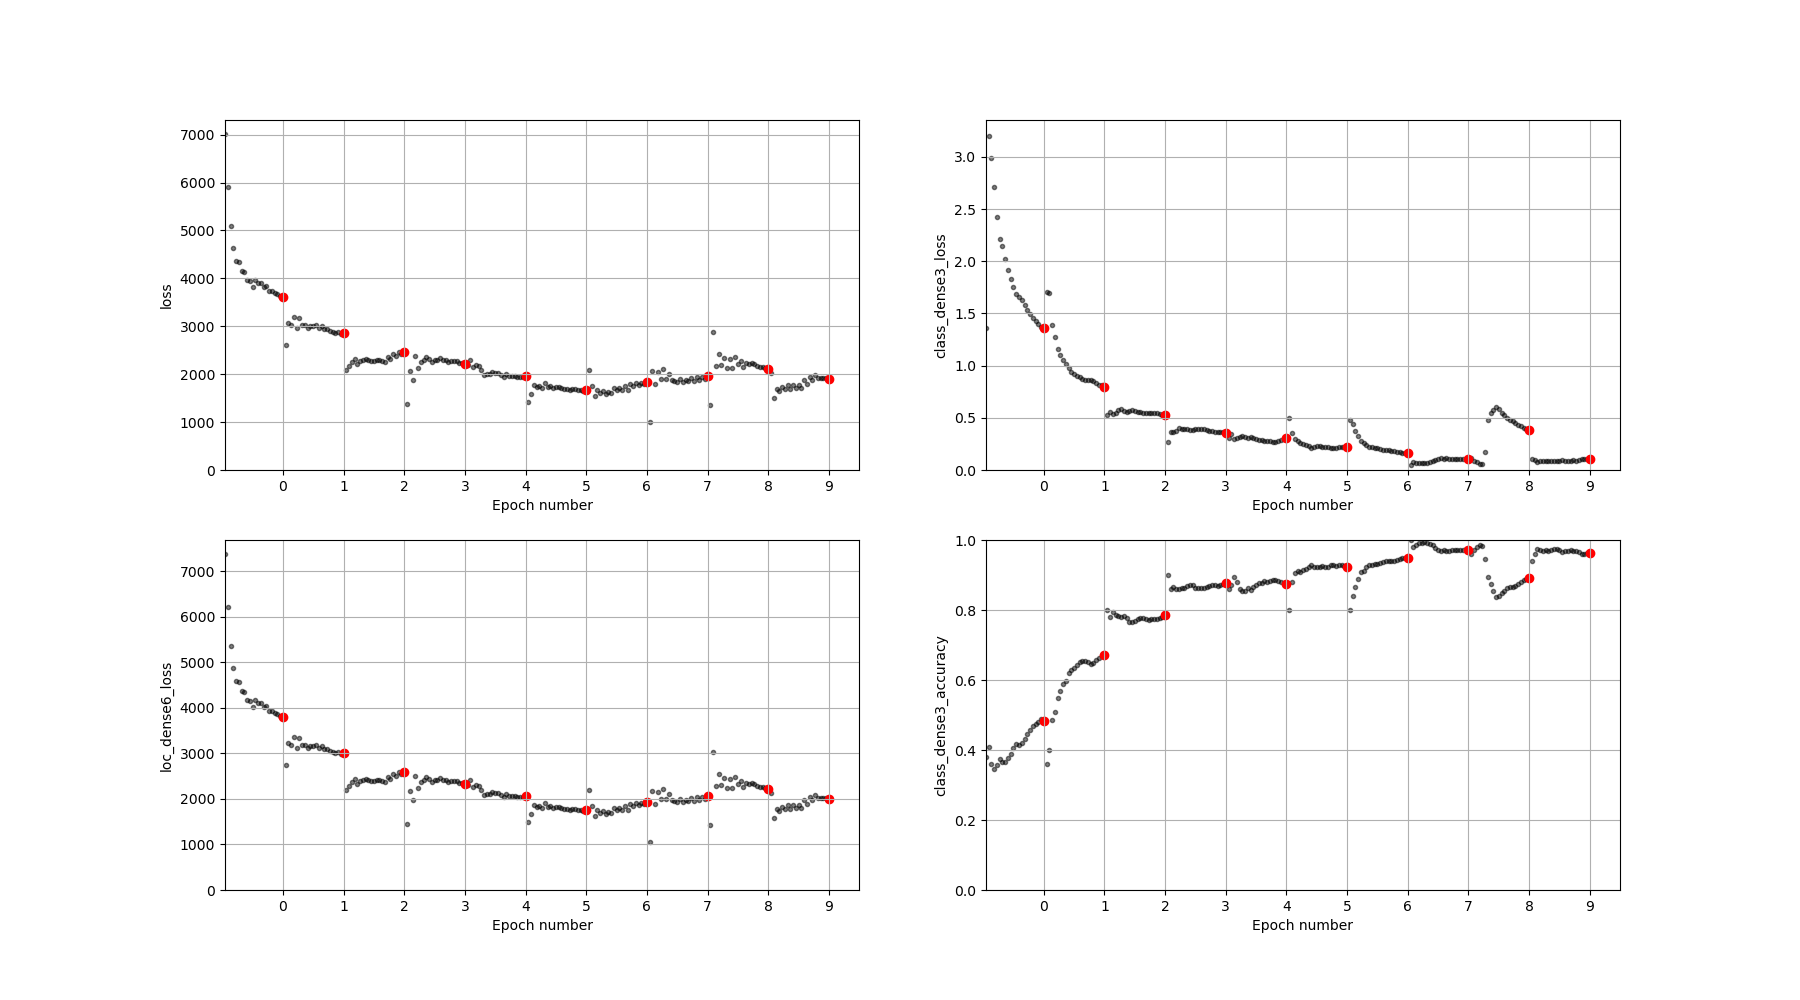 loss
7000
6000
5000
4000
3000
2000
1000
0
0 1 2 3 4 5 6 7 8 9
Epoch number
class_dense3_loss
3.0
2.5
2.0
1.5
1.0
0.5
0.0
0 1 2 3 4 5 6 7 8 9
Epoch number
loc_dense6_loss
7000
6000
5000
4000
3000
2000
1000
0
0 1 2 3 4 5 6 7 8 9
Epoch number
class_dense3_accuracy
1.0
0.8
0.6
0.4
0.2
0.0
0 1 2 3 4 5 6 7 8 9
Epoch number